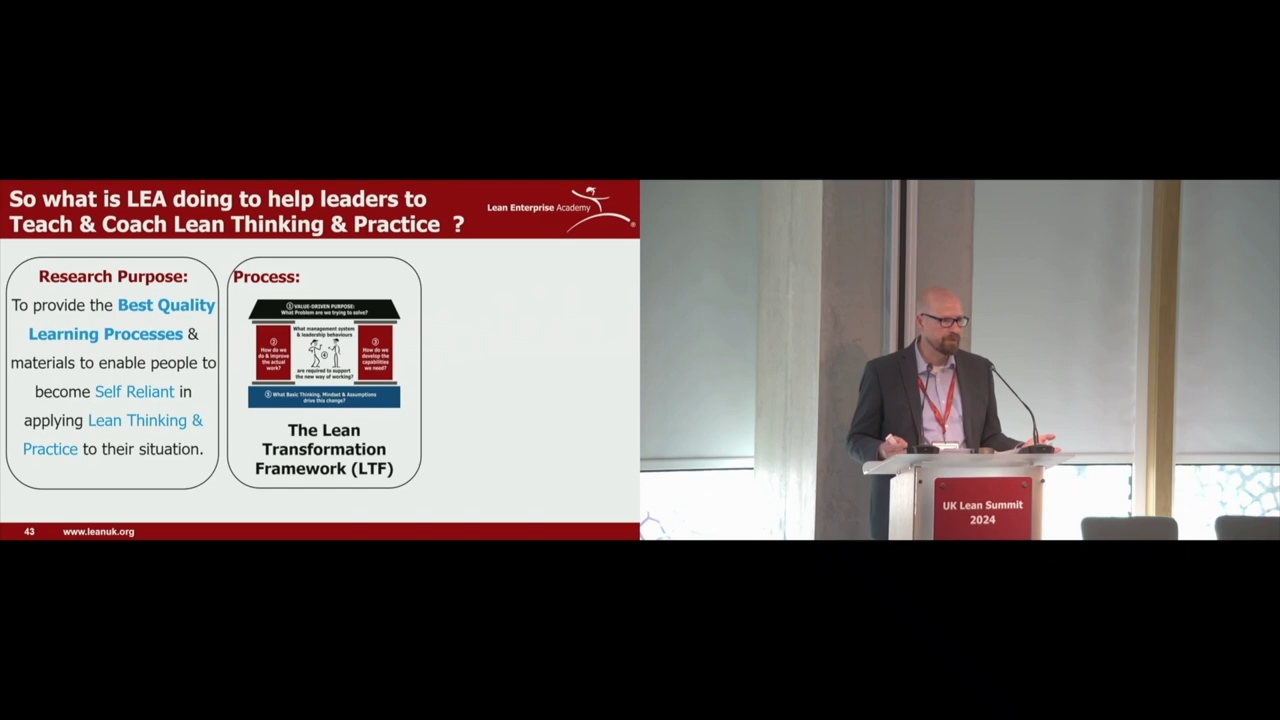 So what is LEA doing to help leaders to
Teach & Coach Lean Thinking & Practice ?
Lean Enterprise Academy
®
Research Purpose:
To provide the Best Quality
Learning Processes &
materials to enable people to
become Self Reliant in
applying Lean Thinking &
Practice to their situation.
Process:
1 VALUE-DRIVEN PURPOSE:
What Problem are we trying to solve?
2
How do we
do & improve
the actual
work?
What management system
& leadership behaviours
4
are required to support
the new way of working?
3
How do we
develop the
capabilities
we need?
5 What Basic Thinking, Mindset & Assumptions
drive this change?
The Lean
Transformation
Framework (LTF)
43 www.leanuk.org
UK Lean Summit
2024